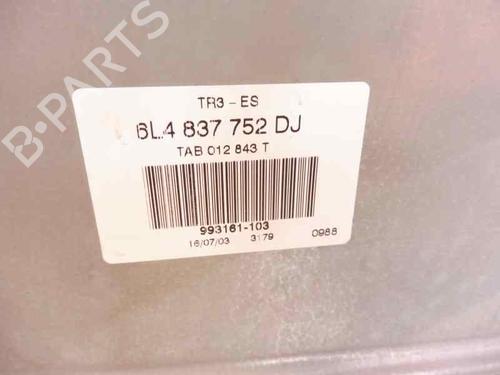 B-PARTS
TR3-ES
6L4 837 752 DJ
TAB 012 843 T
993161-103
16/07/03 3179 0988